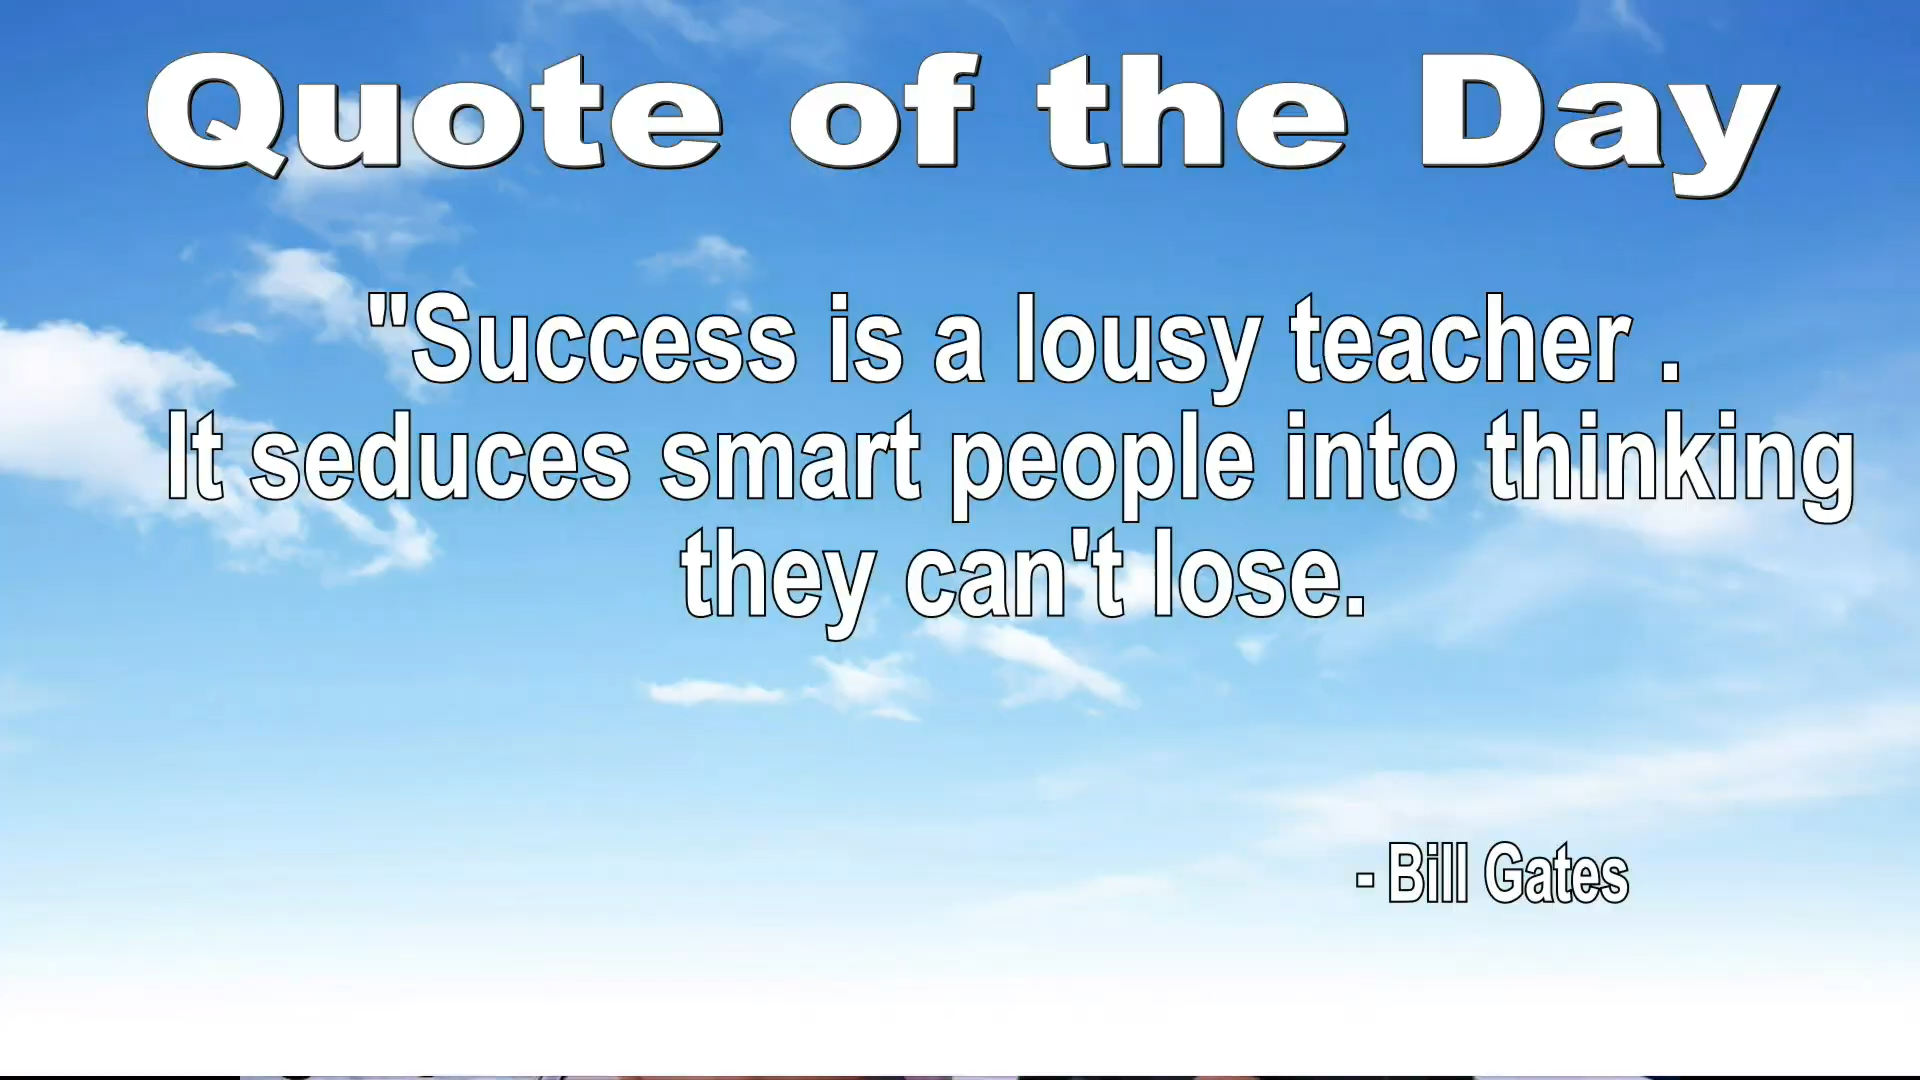 Quote of the Day
"Success is a lousy teacher .
It seduces smart people into thinking
they can't lose.
- Bill Gates